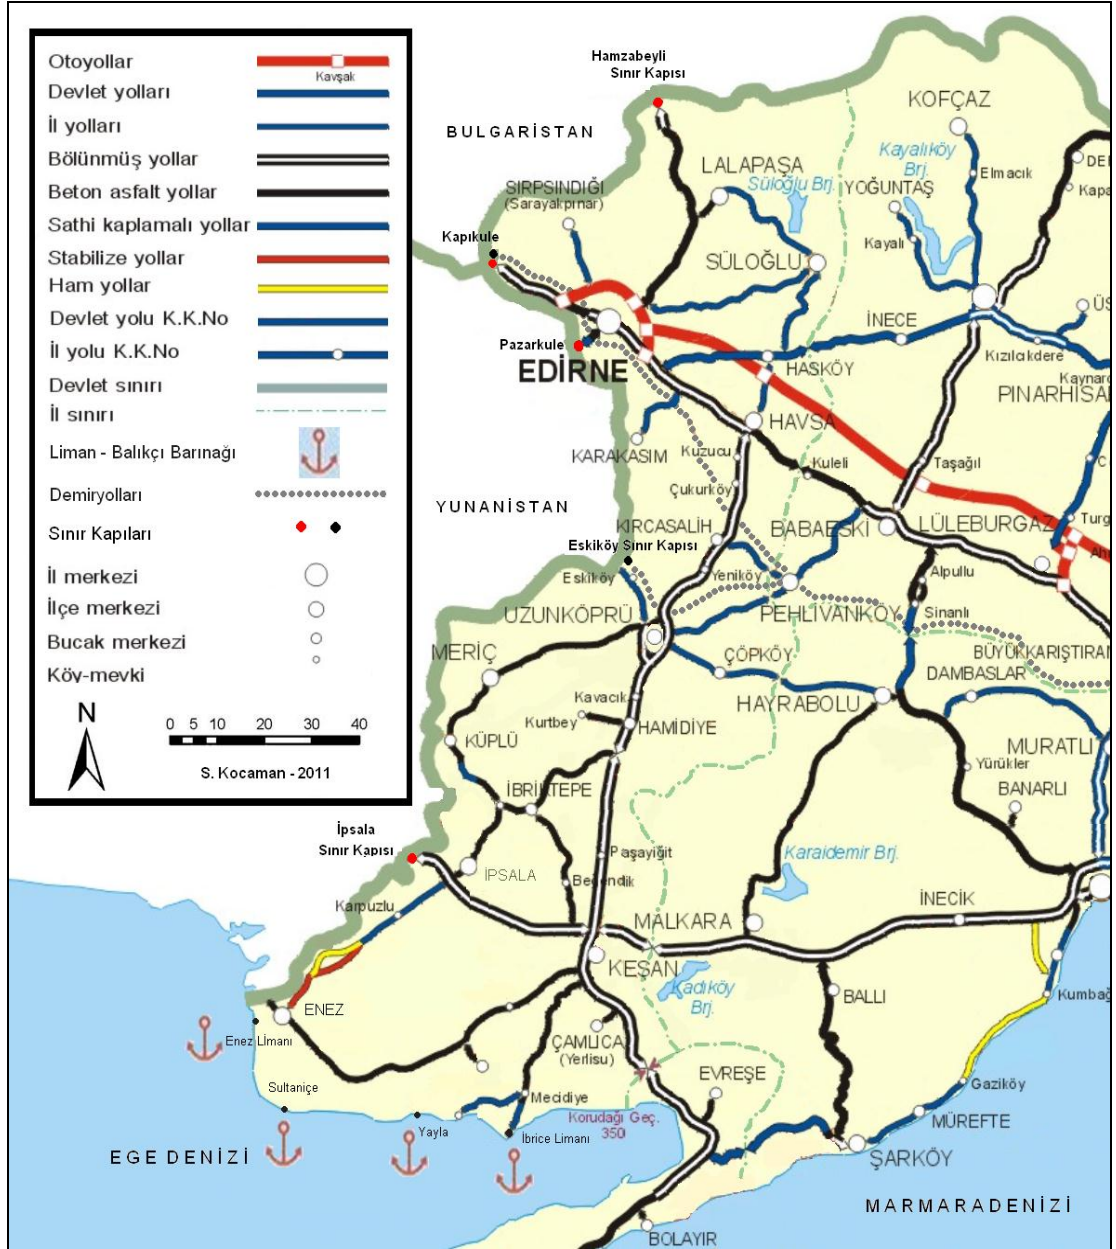 Otoyollar
Kavşak
Devlet yolları
İl yolları
Bölünmüş yollar
Beton asfalt yollar
Sathi kaplamalı yollar
Stabilize yollar
Ham yollar
Devlet yolu K.K.No
İl yolu K.K.No
Devlet sınırı
İl sınırı
Liman - Balıkçı Barınağı
Demiryolları
Sınır Kapıları
İl merkezi
İlçe merkezi
Bucak merkezi
Köy-mevki
N
0 5 10 20 30 40
S. Kocaman - 2011
Hamzabeyli
Sınır Kapısı
BULGARİSTAN
KOFÇAZ
Kayalıköy
Brj.
Elmacık
LALAPAŞA
Süloğlu Brj.
YOĞUNTAŞ
SIRPSINDIĞI
(Sarayakpınar)
Kayalı
Kapıkule
SÜLOĞLU
İNECE
Kızılcıkdere
Pazarkule
EDİRNE
HASKÖY
PINARHİSAR
HAVSA
KARAKASIM
Kuzucu
Kuleli
Taşağıl
Çukurköy
YUNANİSTAN
KIRCASALİH
BABAESKİ
LÜLEBURGAZ
Eskiköy Sınır Kapısı
Eskiköy
Yeniköy
Alpullu
UZUNKÖPRÜ
PEHLİVANKÖY
Sinanlı
MERİÇ
ÇÖPKÖY
BÜYÜKKARIŞTIRAN
DAMBASLAR
Kavacık
HAYRABOLU
Kurtbey
HAMİDİYE
KÜPLÜ
MURATLI
Yürükler
İBRİKTEPE
BANARLI
İpsala
Sınır Kapısı
Paşayiğit
Karaidemir Brj.
İPSALA
Beğendik
Karpuzlu
MALKARA
İNECİK
KEŞAN
Kadıköy
Brj.
BALLI
ENEZ
Enez Limanı
ÇAMLICA
(Yerlisu)
EVREŞE
Gaziköy
Sultaniçe
Mecidiye
Korudağı Geç.
350
MÜREFTE
Yayla
İbrice Limanı
EGE DENİZİ
ŞARKÖY
MARMARADENİZİ
BOLAYIR